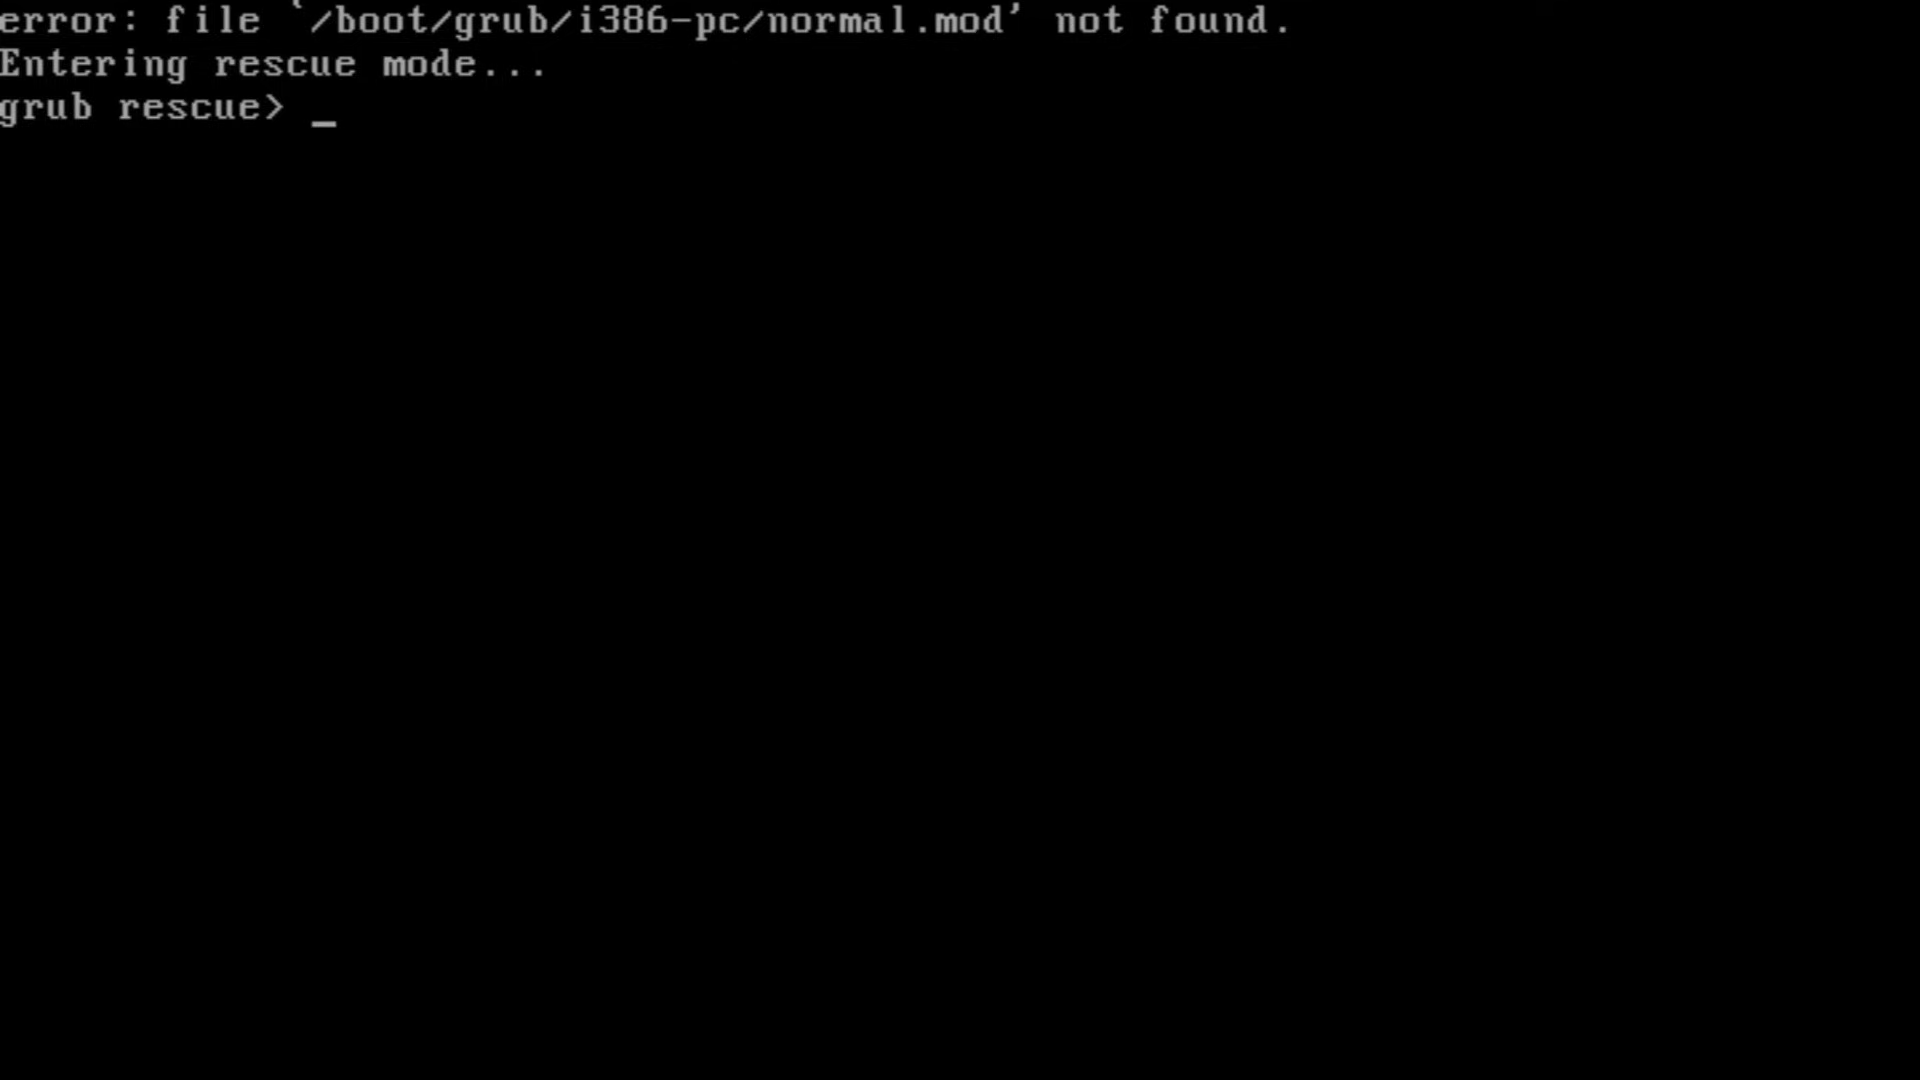 error: file `/boot/grub/i386-pc/normal.mod' not found.
Entering rescue mode...
grub rescue> _